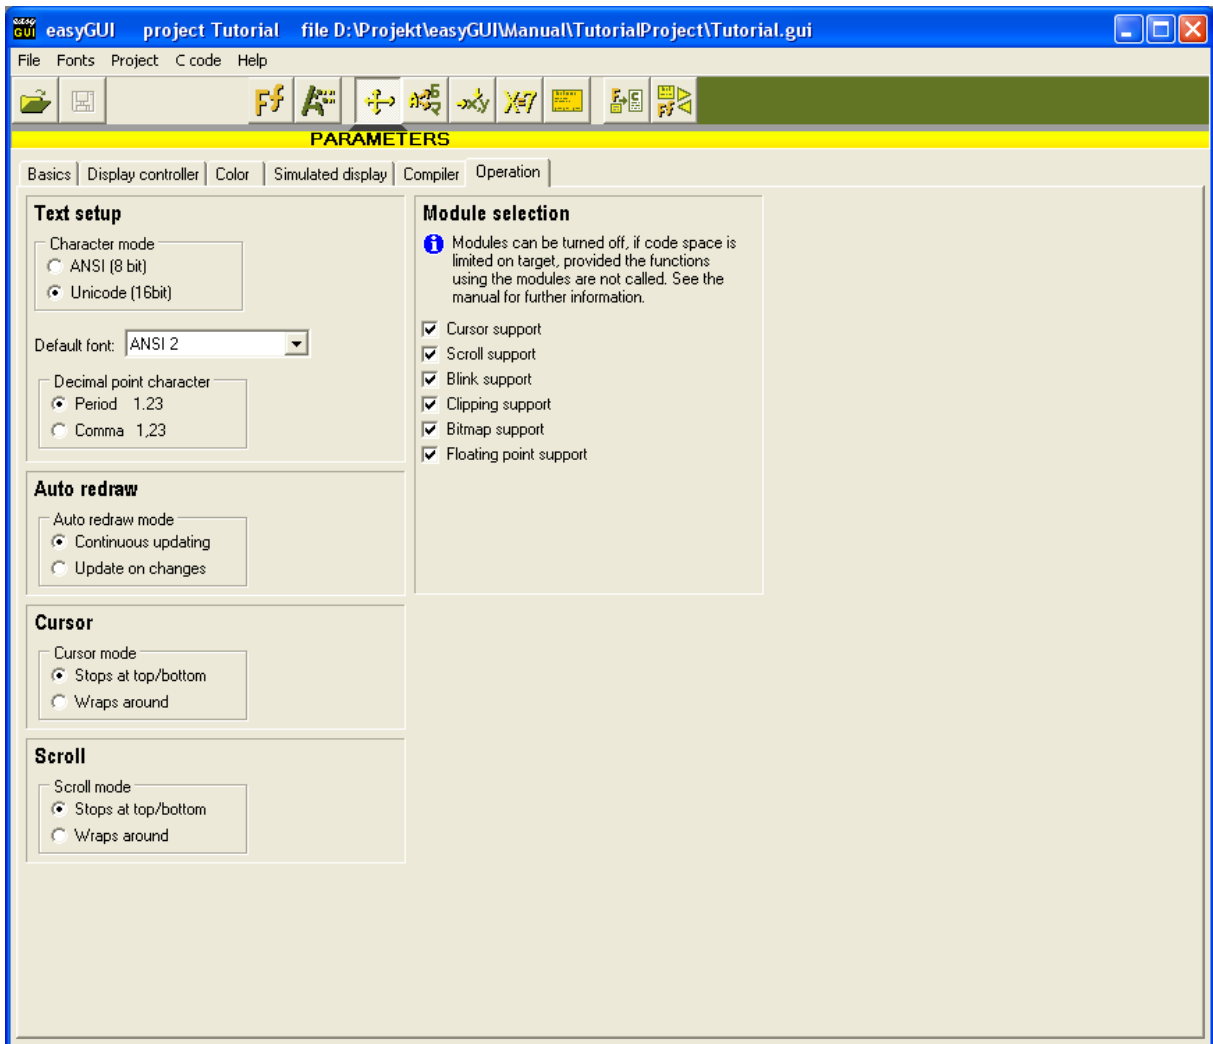 easy GUI easyGUI project Tutorial file D:\Projekt\easyGUI\Manual\TutorialProject\Tutorial.gui
File Fonts Project C code Help
PARAMETERS
Basics Display controller Color Simulated display Compiler Operation
Text setup
Character mode
ANSI (8 bit)
Unicode (16bit)
Default font: ANSI 2
Decimal point character
Period 1.23
Comma 1,23
Auto redraw
Auto redraw mode
Continuous updating
Update on changes
Cursor
Cursor mode
Stops at top/bottom
Wraps around
Scroll
Scroll mode
Stops at top/bottom
Wraps around
Module selection
Modules can be turned off, if code space is
limited on target, provided the functions
using the modules are not called. See the
manual for further information.
Cursor support
Scroll support
Blink support
Clipping support
Bitmap support
Floating point support